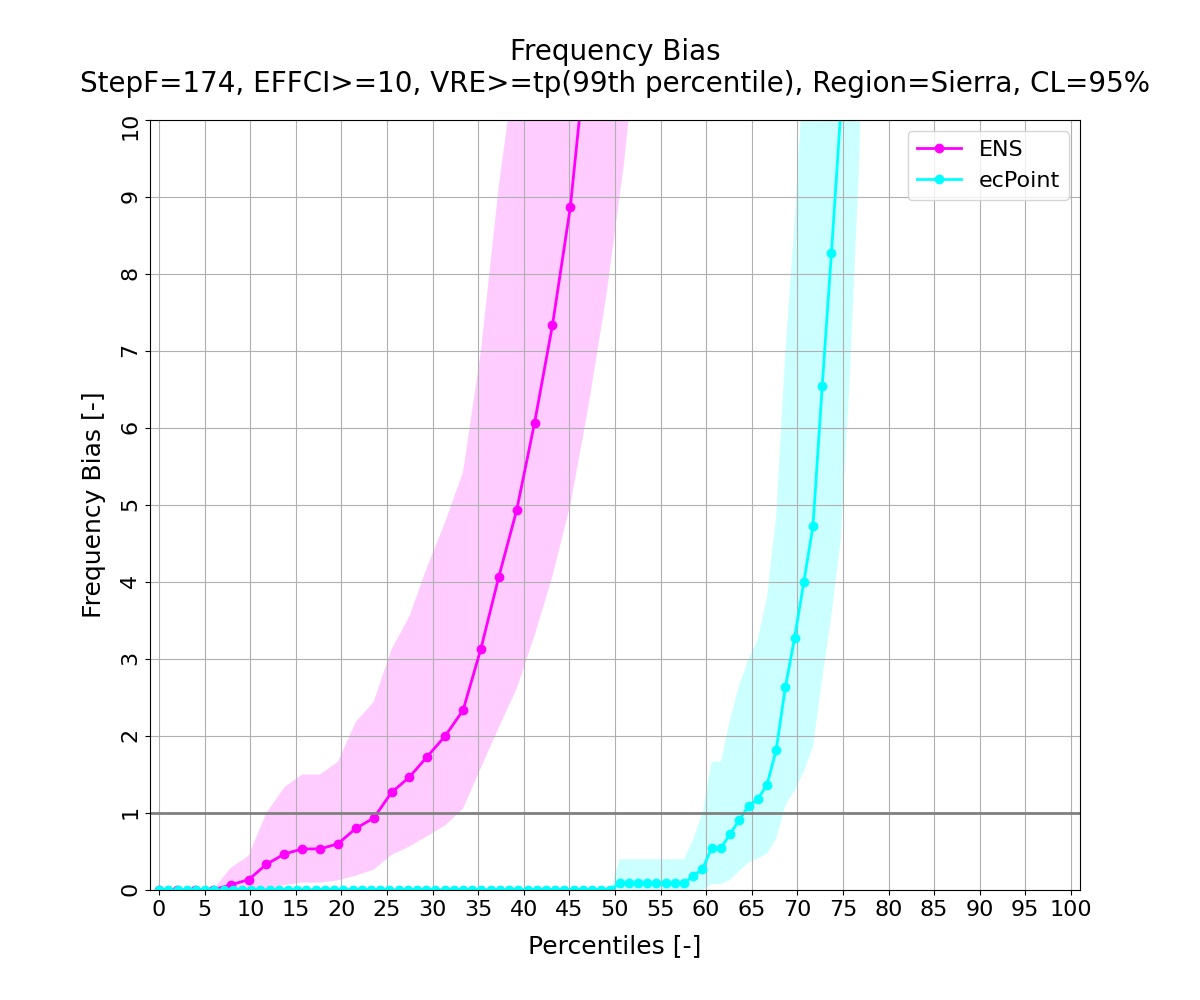 Frequency Bias
StepF=174, EFFCI>=10, VRE>=tp(99th percentile), Region=Sierra, CL=95%
10
9
8
7
6
5
4
3
2
1
0
Frequency Bias [-]
ENS
ecPoint
0 5 10 15 20 25 30 35 40 45 50 55 60 65 70 75 80 85 90 95 100
Percentiles [-]